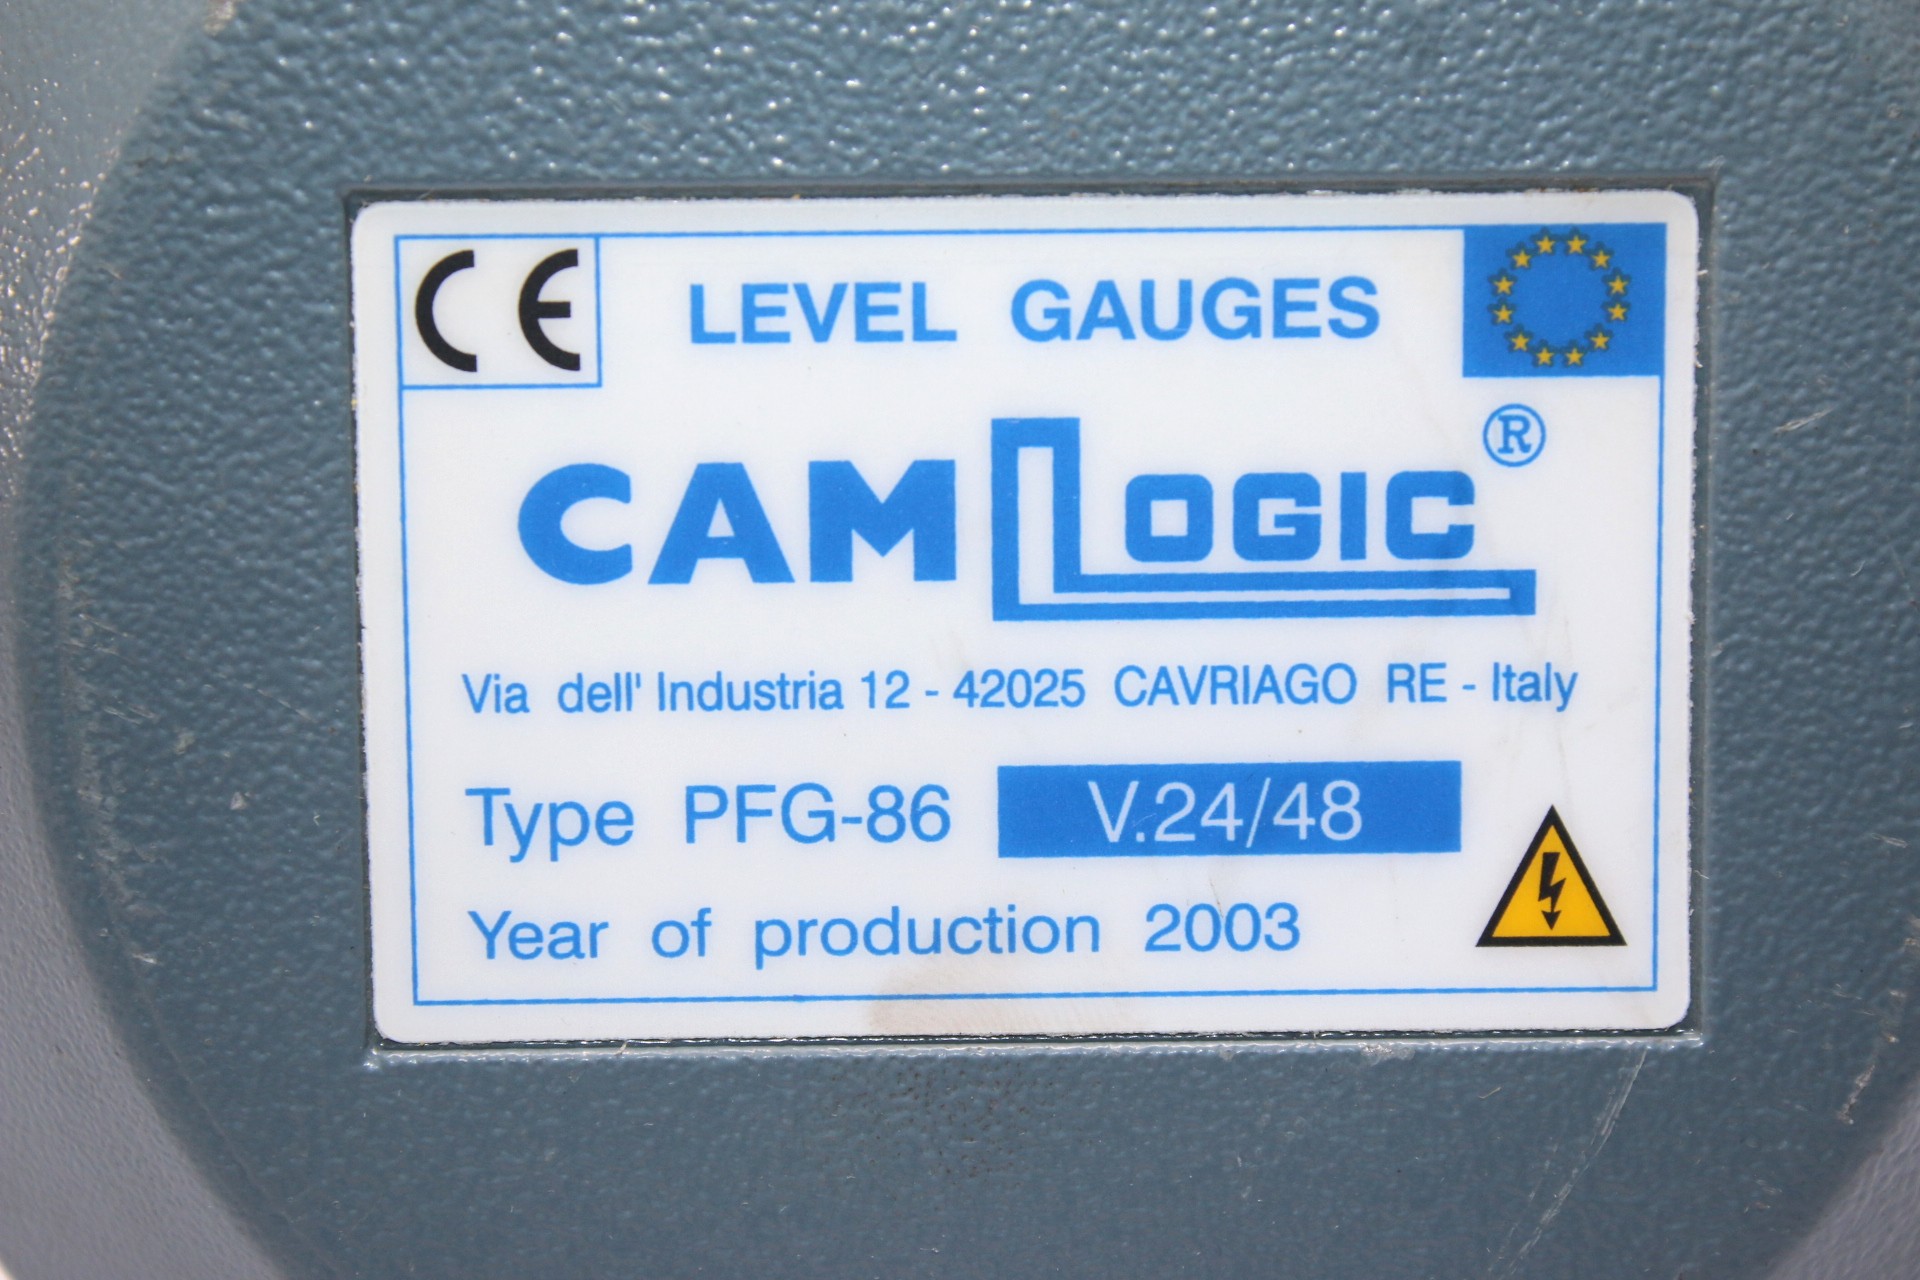 CE
LEVEL GAUGES
CAMLOGIC ®
Via dell' Industria 12 - 42025 CAVRIAGO RE - Italy
Type PFG-86 V.24/48
Year of production 2003